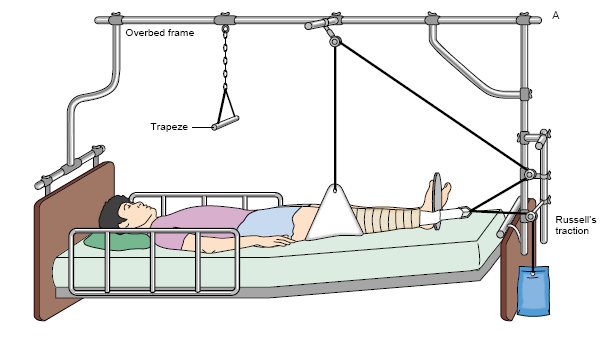 A
Overbed frame
Trapeze
Russell's
traction